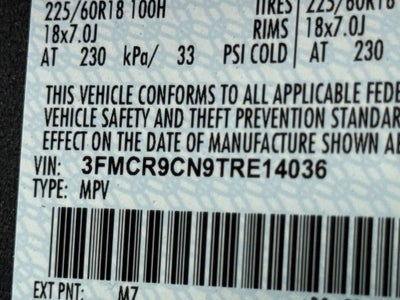 225/60R18 100H TIRES 225/60R18
18x7.0J RIMS 18x7.0J
AT 230 kPa/ 33 PSI COLD AT 230
THIS VEHICLE CONFORMS TO ALL APPLICABLE FEDE
VEHICLE SAFETY AND THEFT PREVENTION STANDAR
EFFECT ON THE DATE OF MANUFACTURE SHOWN AB
VIN: 3FMCR9CN9TRE14036
TYPE: MPV
EXT PNT: M7